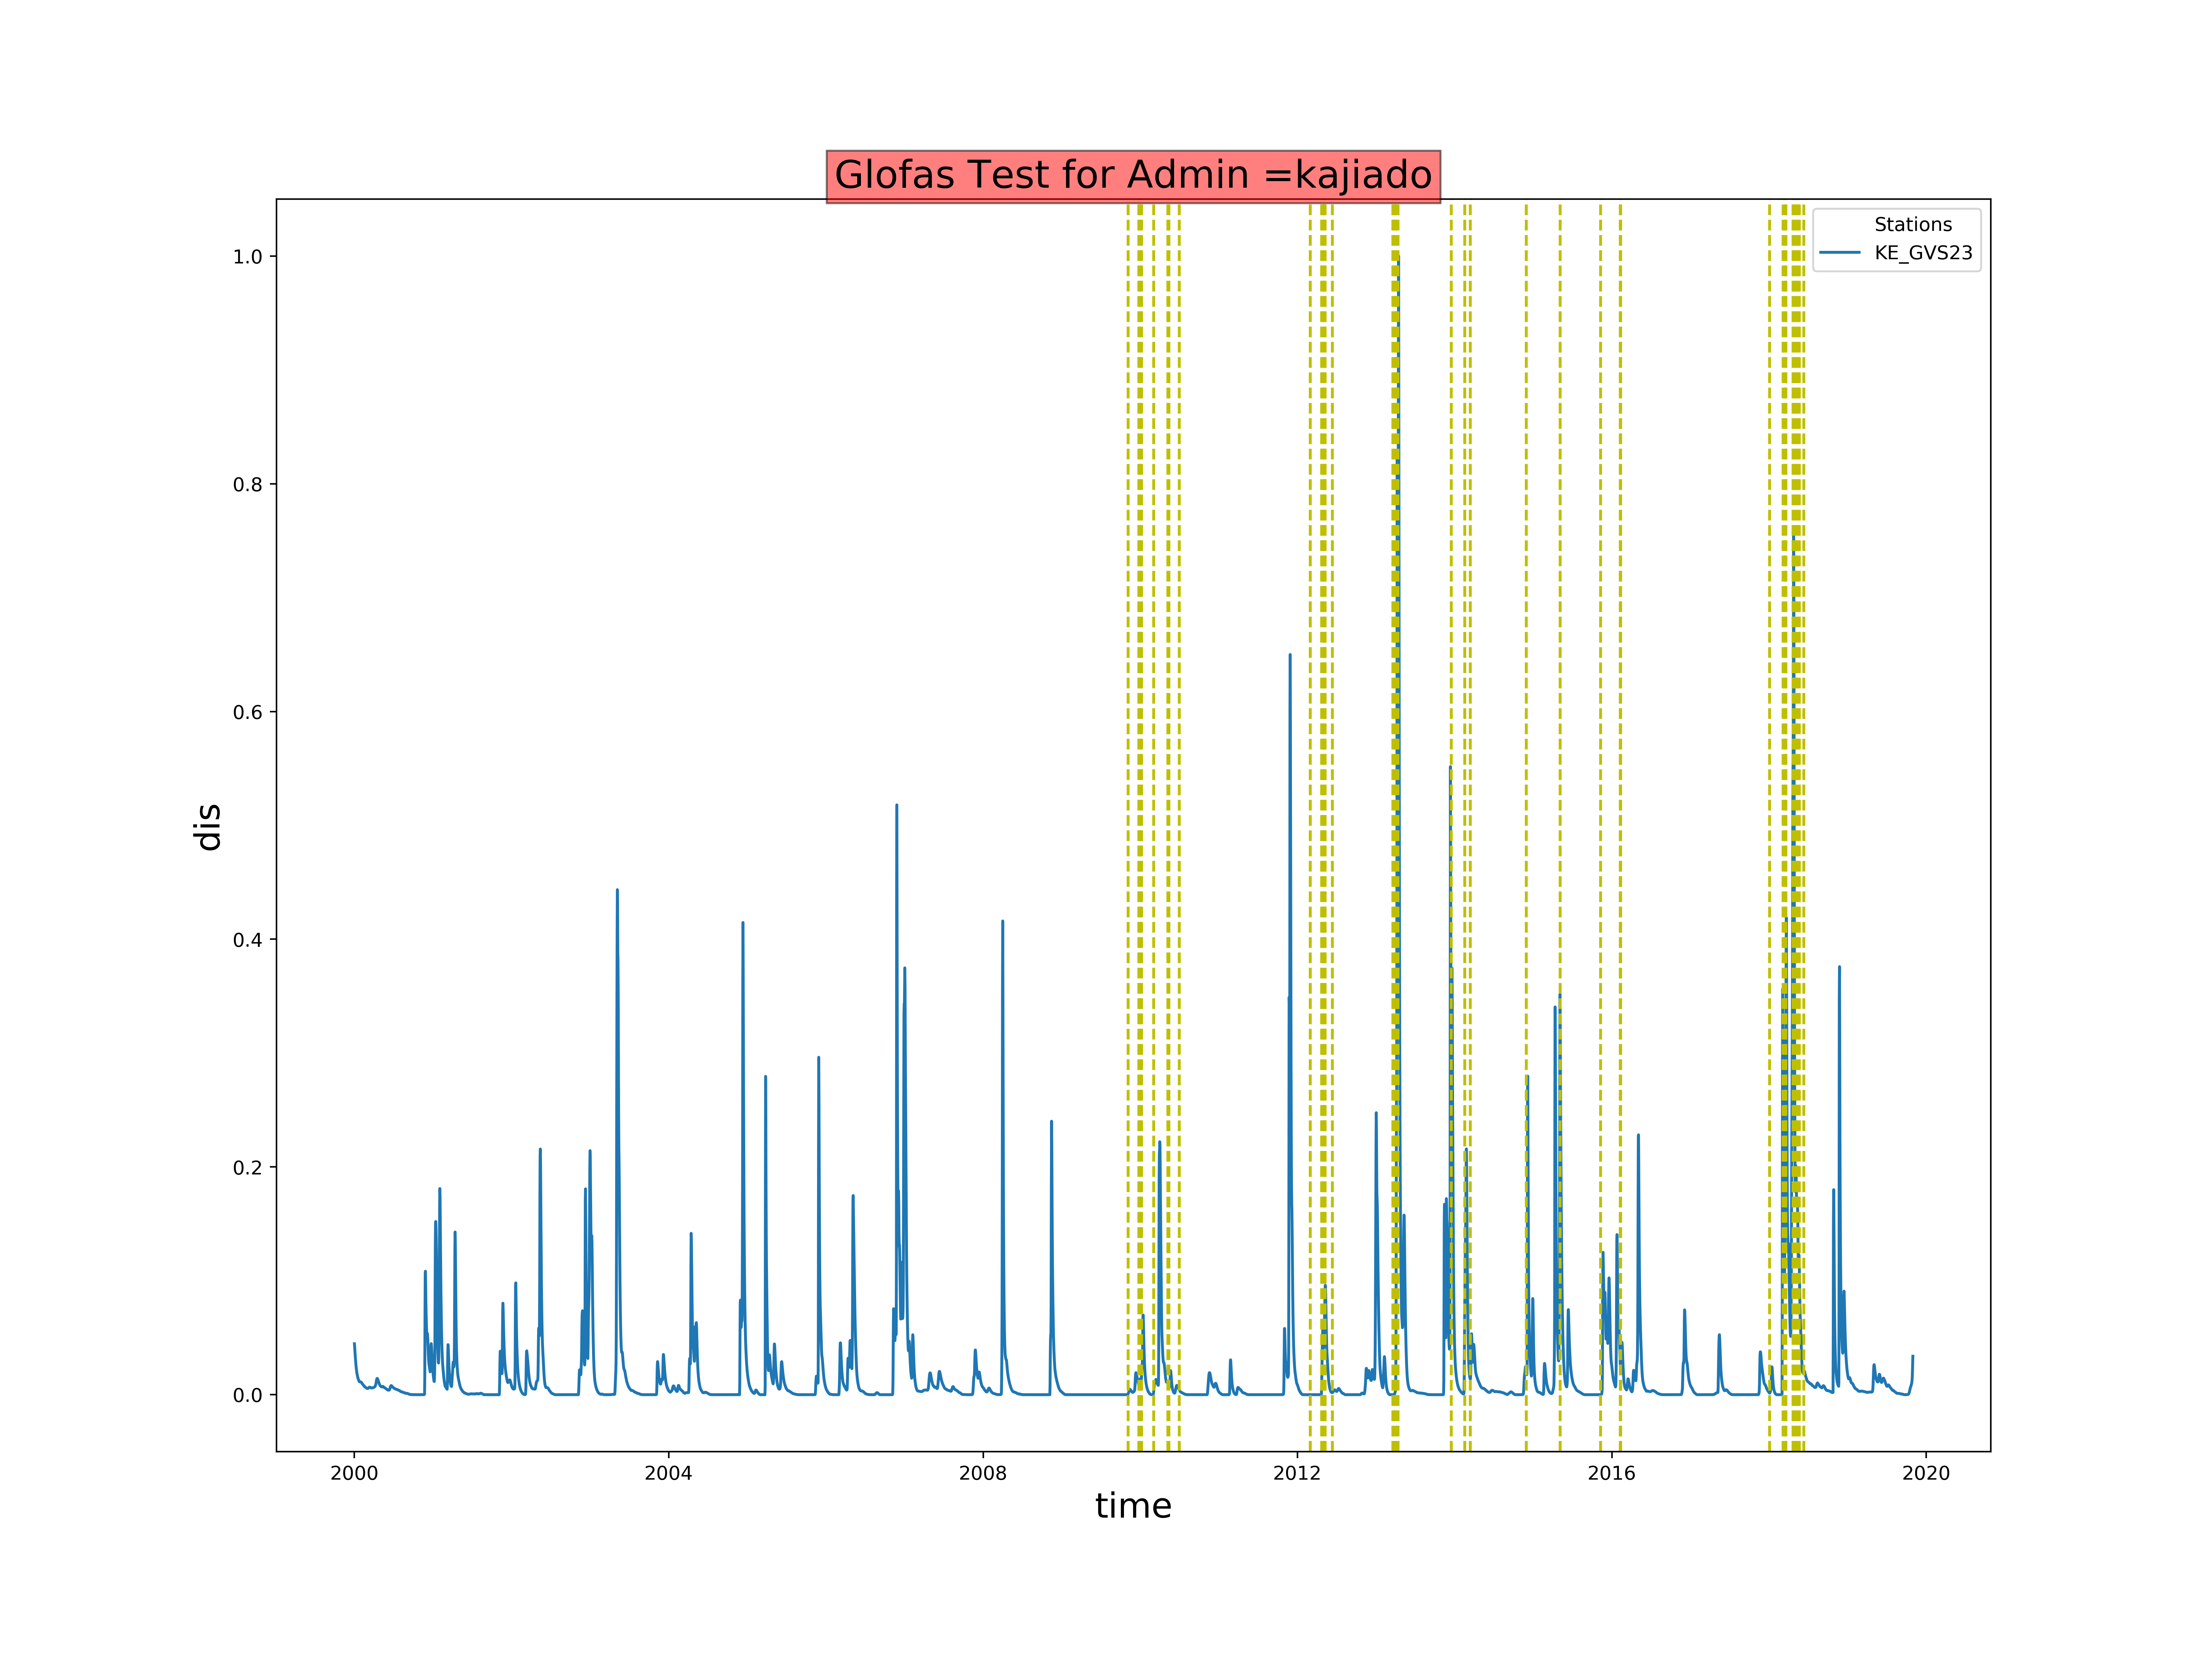 Glofas Test for Admin =kajiado
Stations
KE_GVS23
1.0
0.8
0.6
0.4
0.2
0.0
dis
2000 2004 2008 2012 2016 2020
time